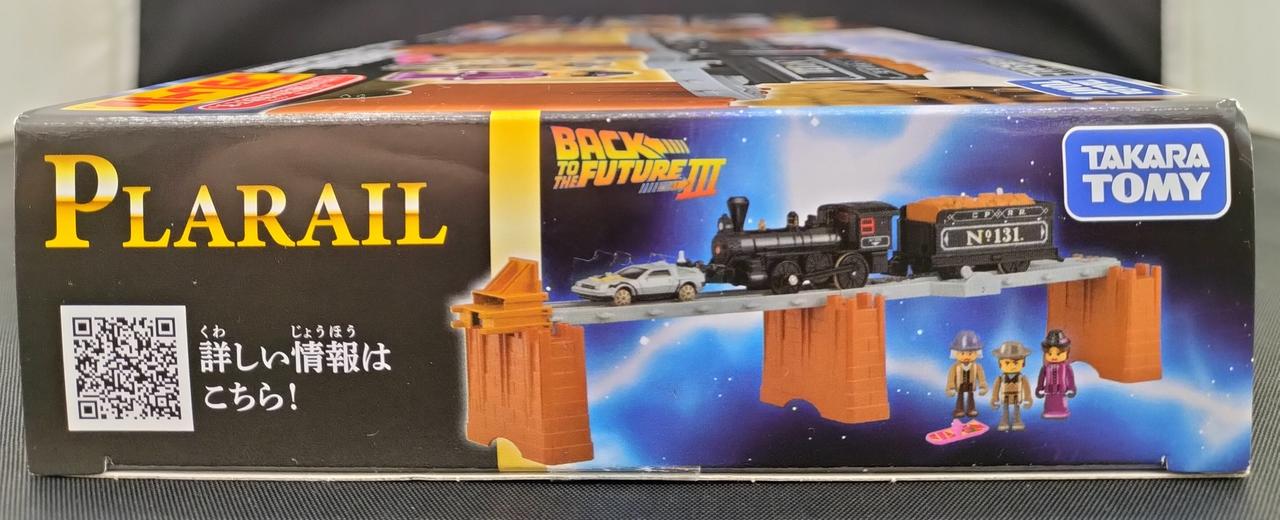 PLARAIL
くわ じょうほう
詳しい情報は
こちら!
BACK
TO
THE FUTURE III
C.P.R.R.
Nº131.
TAKARA
TOMY